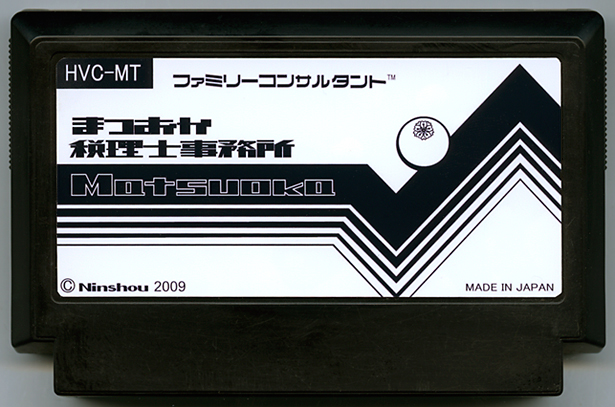 HVC-MT
ファミリーコンサルタント™
まつおか
税理士事務所
Matsuoka
© Ninshou 2009
MADE IN JAPAN